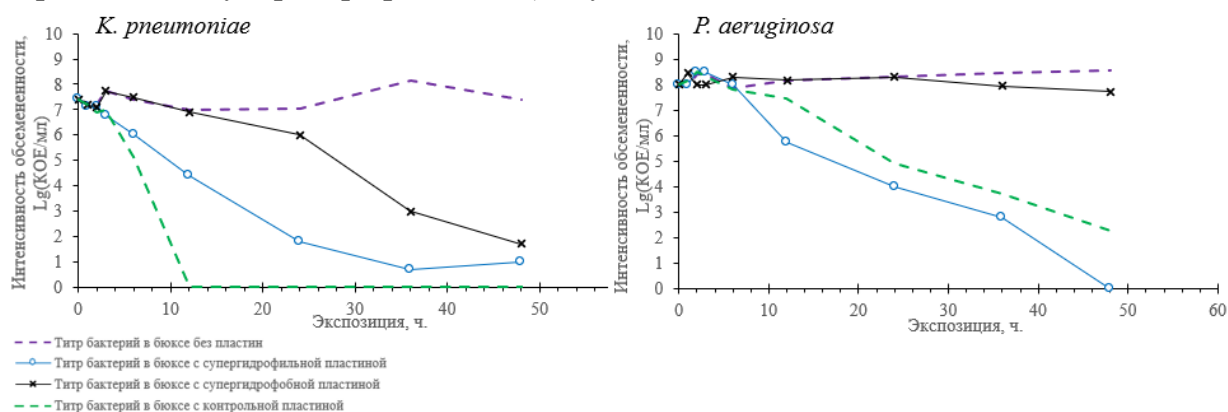 K. pneumoniae
Интенсивность обсемененности,
Lg(КОЕ/мл)
10
9
8
7
6
5
4
3
2
1
0
0
10
20
30
40
50
Экспозиция, ч.
P. aeruginosa
Интенсивность обсемененности,
Lg(КОЕ/мл)
10
9
8
7
6
5
4
3
2
1
0
0
10
20
30
40
50
60
Экспозиция, ч.
Титр бактерий в бюксе без пластин
Титр бактерий в бюксе с супергидрофильной пластиной
Титр бактерий в бюксе с супергидрофобной пластиной
Титр бактерий в бюксе с контрольной пластиной